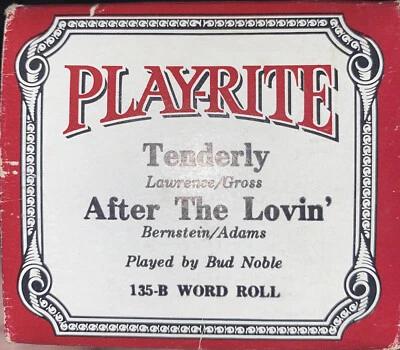 PLAY-RITE
Tenderly
Lawrence/Gross
After The Lovin'
Bernstein/Adams
Played by Bud Noble
135-B WORD ROLL